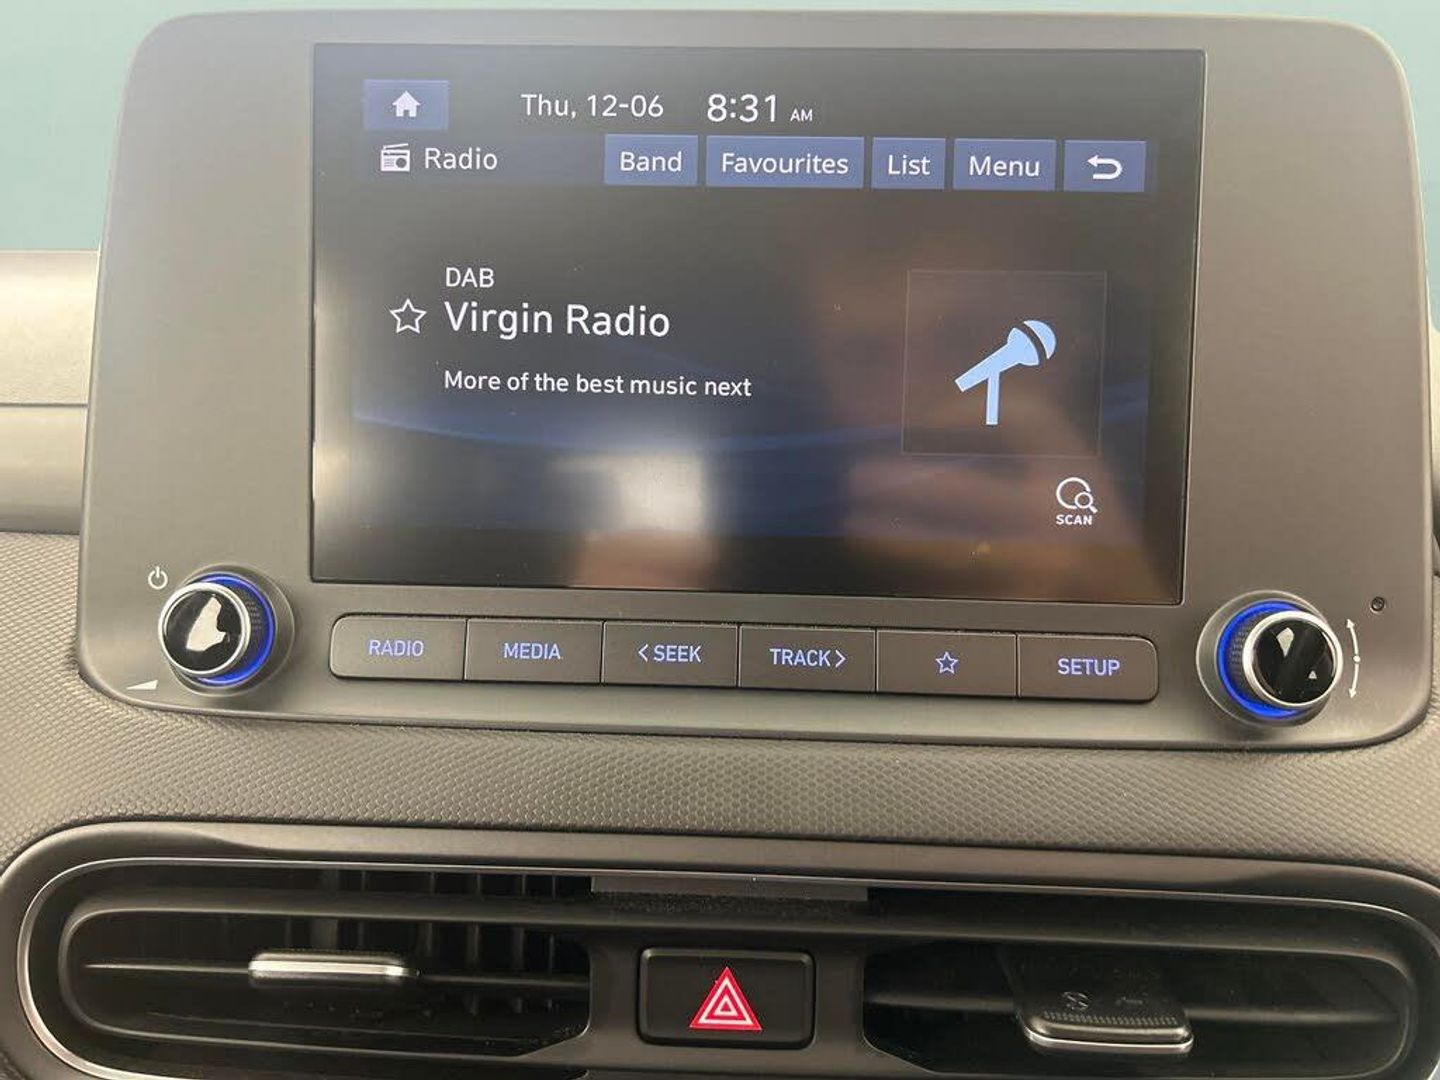 Thu, 12-06 8:31 AM
Radio Band Favourites List Menu
DAB
Virgin Radio
More of the best music next
SCAN
RADIO MEDIA <SEEK TRACK> SETUP